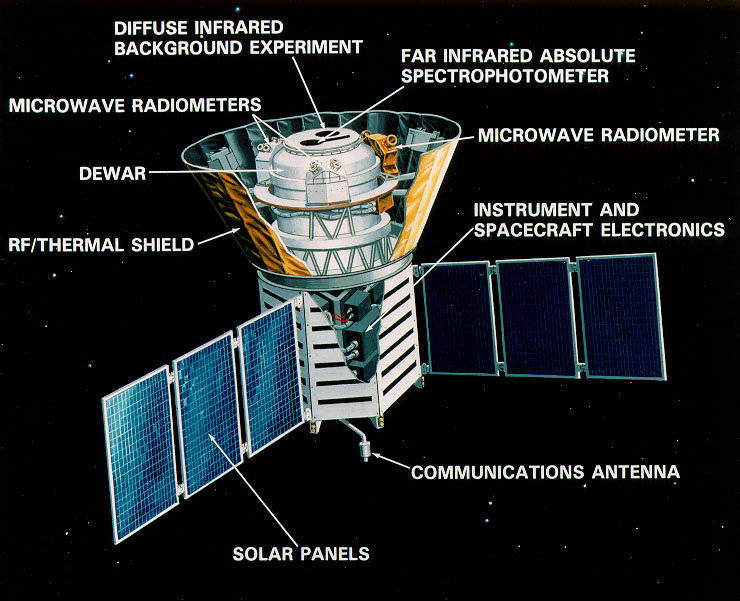 DIFFUSE INFRARED
BACKGROUND EXPERIMENT
FAR INFRARED ABSOLUTE
SPECTROPHOTOMETER
MICROWAVE RADIOMETERS
MICROWAVE RADIOMETER
DEWAR
INSTRUMENT AND
SPACECRAFT ELECTRONICS
RF/THERMAL SHIELD
COMMUNICATIONS ANTENNA
SOLAR PANELS